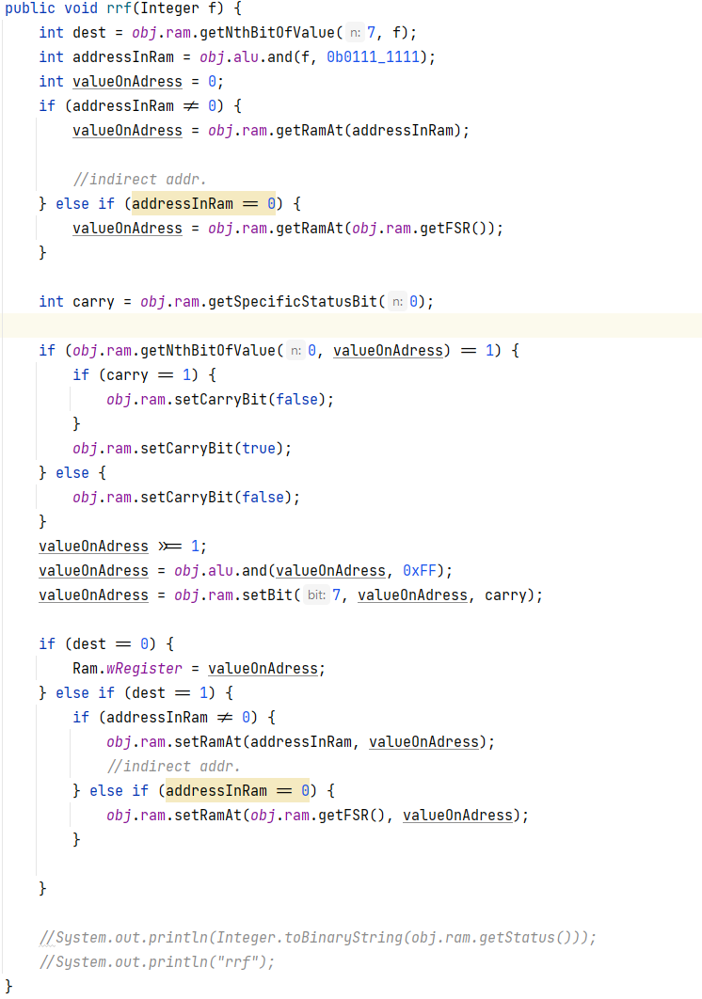 public void rrf(Integer f) {
    int dest = obj.ram.getNthBitOfValue( n: 7, f);
    int addressInRam = obj.alu.and(f, 0b0111_1111);
    int valueOnAdress = 0;
    if (addressInRam ≠ 0) {
        valueOnAdress = obj.ram.getRamAt(addressInRam);
        //indirect addr.
    } else if (addressInRam == 0) {
        valueOnAdress = obj.ram.getRamAt(obj.ram.getFSR());
    }
    int carry = obj.ram.getSpecificStatusBit( n: 0);
    if (obj.ram.getNthBitOfValue( n: 0, valueOnAdress) == 1) {
        if (carry == 1) {
            obj.ram.setCarryBit(false);
        }
        obj.ram.setCarryBit(true);
    } else {
        obj.ram.setCarryBit(false);
    }
    valueOnAdress >>= 1;
    valueOnAdress = obj.alu.and(valueOnAdress, 0xFF);
    valueOnAdress = obj.ram.setBit( bit: 7, valueOnAdress, carry);
    if (dest == 0) {
        Ram.wRegister = valueOnAdress;
    } else if (dest == 1) {
        if (addressInRam ≠ 0) {
            obj.ram.setRamAt(addressInRam, valueOnAdress);
            //indirect addr.
        } else if (addressInRam == 0) {
            obj.ram.setRamAt(obj.ram.getFSR(), valueOnAdress);
        }
    }
    //System.out.println(Integer.toBinaryString(obj.ram.getStatus()));
    //System.out.println("rrf");
}